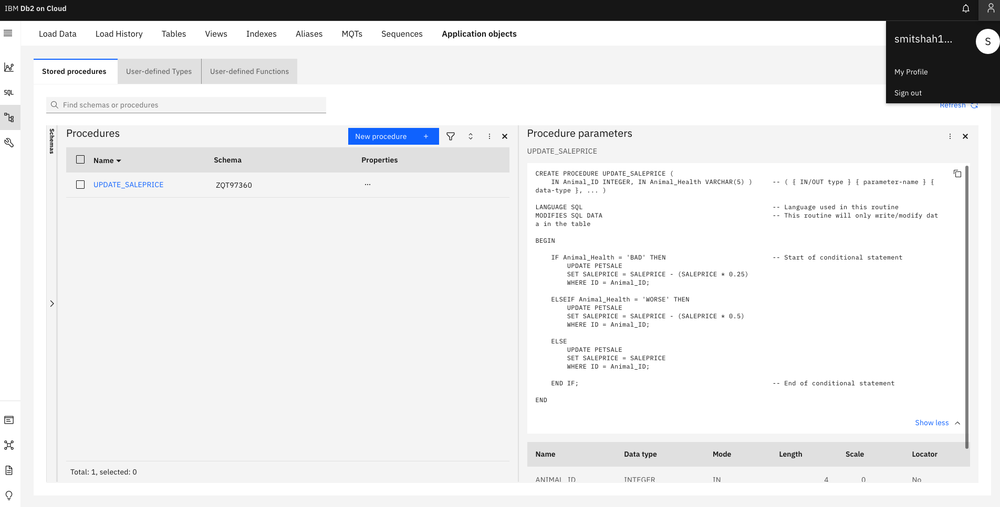 IBM Db2 on Cloud
Load Data Load History Tables Views Indexes Aliases MQTs Sequences Application objects
smitshah1...
S
My Profile
Sign out
Stored procedures User-defined Types User-defined Functions
Find schemas or procedures
Refresh
SQL
Schemas
Procedures
New procedure +
Name Schema Properties
UPDATE_SALEPRICE ZQT97360 ...
Total: 1, selected: 0
Procedure parameters
UPDATE_SALEPRICE
CREATE PROCEDURE UPDATE_SALEPRICE (
IN Animal_ID INTEGER, IN Animal_Health VARCHAR(5) ) -- ( { IN/OUT type } { parameter-name } {
data-type }, ... )
LANGUAGE SQL -- Language used in this routine
MODIFIES SQL DATA -- This routine will only write/modify dat
a in the table
BEGIN
IF Animal_Health = 'BAD' THEN -- Start of conditional statement
UPDATE PETSALE
SET SALEPRICE = SALEPRICE - (SALEPRICE * 0.25)
WHERE ID = Animal_ID;
ELSEIF Animal_Health = 'WORSE' THEN
UPDATE PETSALE
SET SALEPRICE = SALEPRICE - (SALEPRICE * 0.5)
WHERE ID = Animal_ID;
ELSE
UPDATE PETSALE
SET SALEPRICE = SALEPRICE
WHERE ID = Animal_ID;
END IF; -- End of conditional statement
END
Show less
Name Data type Mode Length Scale Locator
ANIMAL_ID INTEGER IN 4 0 No